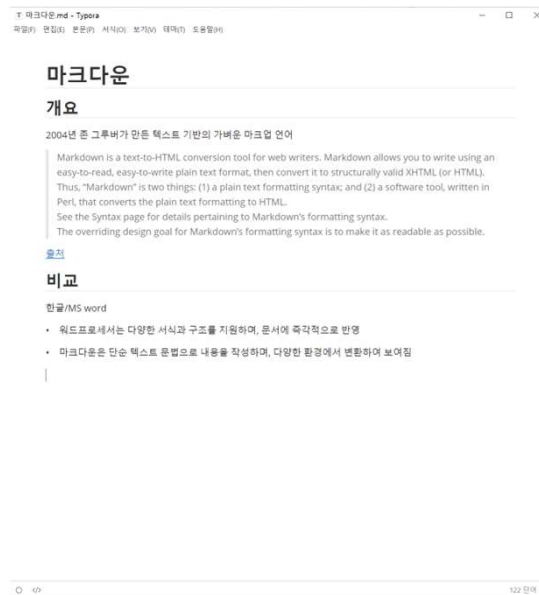 마크다운.md - Typora
파일(F) 편집(E) 본문(P) 서식(O) 보기(V) 테마(T) 도움말(H)
마크다운
개요
2004년 존 그루버가 만든 텍스트 기반의 가벼운 마크업 언어
Markdown is a text-to-HTML conversion tool for web writers. Markdown allows you to write using an
easy-to-read, easy-to-write plain text format, then convert it to structurally valid XHTML (or HTML).
Thus, “Markdown” is two things: (1) a plain text formatting syntax; and (2) a software tool, written in
Perl, that converts the plain text formatting to HTML.
See the Syntax page for details pertaining to Markdown’s formatting syntax.
The overriding design goal for Markdown’s formatting syntax is to make it as readable as possible.
출처
비교
한글/MS word
• 워드프로세서는 다양한 서식과 구조를 지원하며, 문서에 즉각적으로 반영
• 마크다운은 단순 텍스트 문법으로 내용을 작성하며, 다양한 환경에서 변환하여 보여짐
122 단어